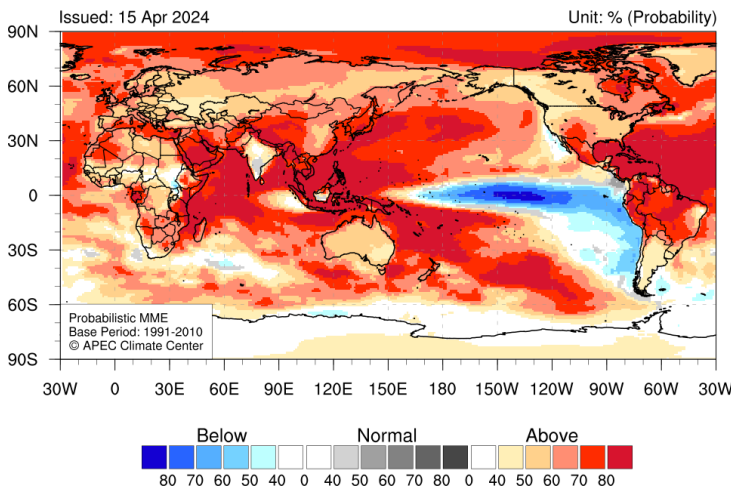 Issued: 15 Apr 2024 Unit: % (Probability)
90N
60N
30N
0
30S
60S
90S
Probabilistic MME
Base Period: 1991-2010
© APEC Climate Center
30W 0 30E 60E 90E 120E 150E 180 150W 120W 90W 60W 30W
Below Normal Above
80 70 60 50 40 0 40 50 60 70 80 0 40 50 60 70 80